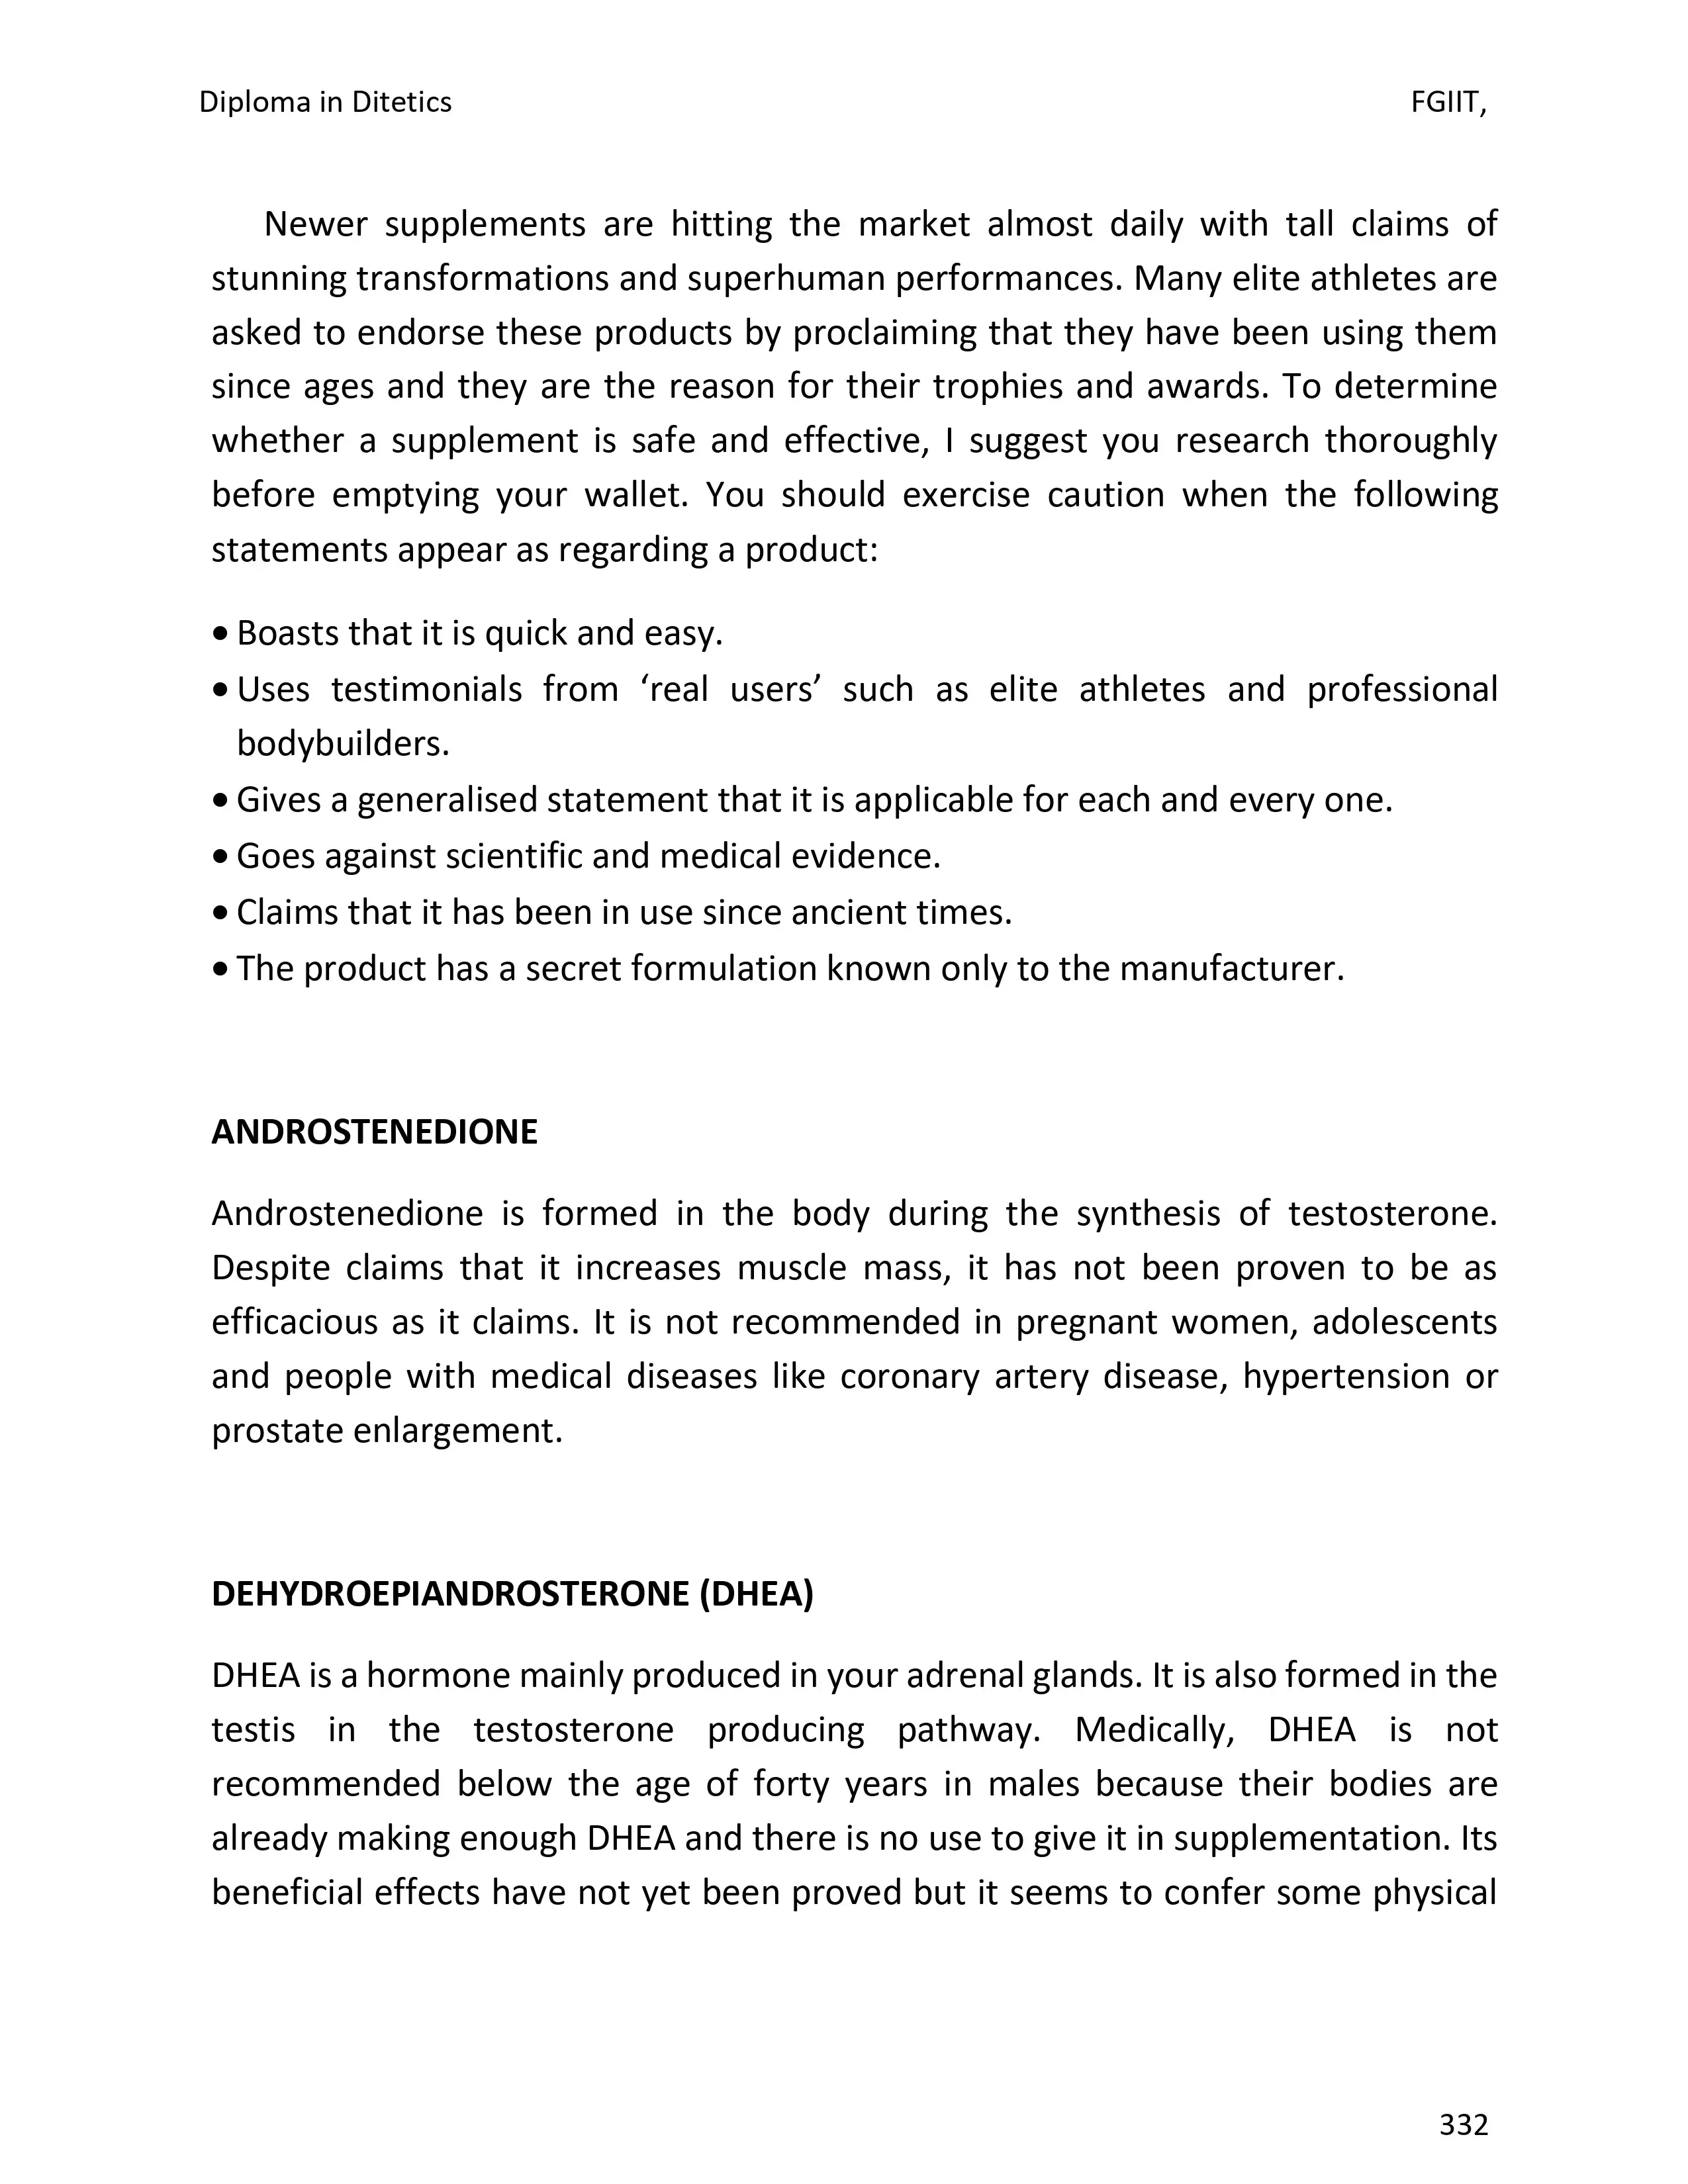 Diploma in Ditetics FGIIT,
Newer supplements are hitting the market almost daily with tall claims of
stunning transformations and superhuman performances. Many elite athletes are
asked to endorse these products by proclaiming that they have been using them
since ages and they are the reason for their trophies and awards. To determine
whether a supplement is safe and effective, I suggest you research thoroughly
before emptying your wallet. You should exercise caution when the following
statements appear as regarding a product:
• Boasts that it is quick and easy.
• Uses testimonials from ‘real users’ such as elite athletes and professional
bodybuilders.
• Gives a generalised statement that it is applicable for each and every one.
• Goes against scientific and medical evidence.
• Claims that it has been in use since ancient times.
• The product has a secret formulation known only to the manufacturer.
ANDROSTENEDIONE
Androstenedione is formed in the body during the synthesis of testosterone.
Despite claims that it increases muscle mass, it has not been proven to be as
efficacious as it claims. It is not recommended in pregnant women, adolescents
and people with medical diseases like coronary artery disease, hypertension or
prostate enlargement.
DEHYDROEPIANDROSTERONE (DHEA)
DHEA is a hormone mainly produced in your adrenal glands. It is also formed in the
testis in the testosterone producing pathway. Medically, DHEA is not
recommended below the age of forty years in males because their bodies are
already making enough DHEA and there is no use to give it in supplementation. Its
beneficial effects have not yet been proved but it seems to confer some physical
332